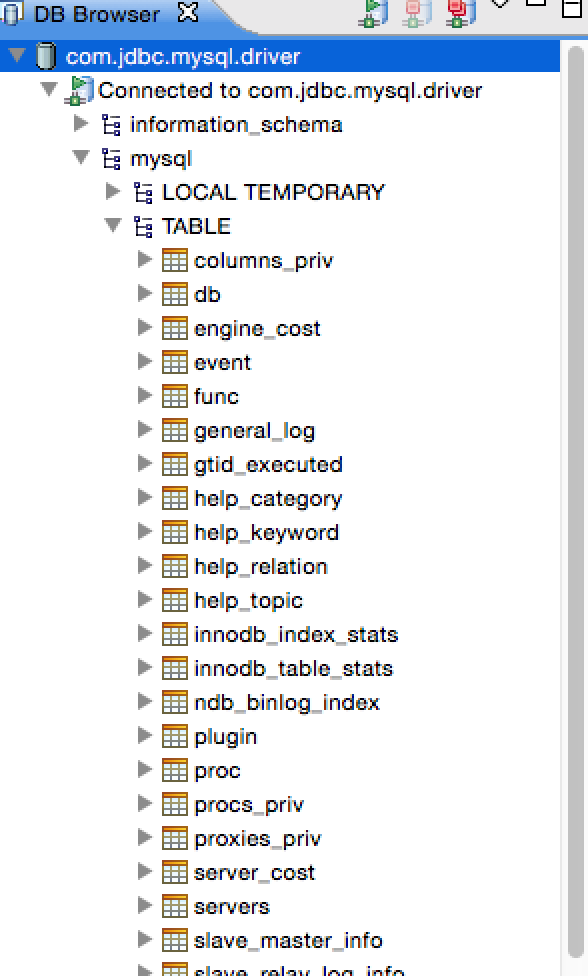 DB Browser
com.jdbc.mysql.driver
Connected to com.jdbc.mysql.driver
information_schema
mysql
LOCAL TEMPORARY
TABLE
columns_priv
db
engine_cost
event
func
general_log
gtid_executed
help_category
help_keyword
help_relation
help_topic
innodb_index_stats
innodb_table_stats
ndb_binlog_index
plugin
proc
procs_priv
proxies_priv
server_cost
servers
slave_master_info
slave_relay_log_info